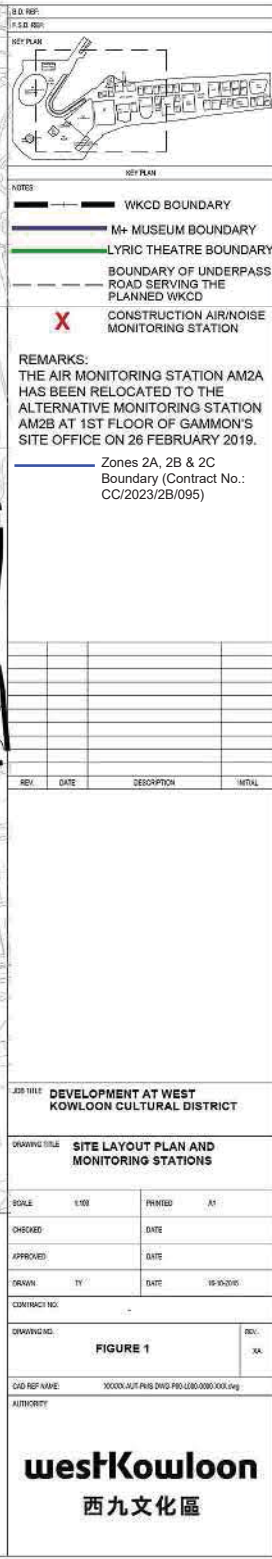 B.D. REF:
F.S.D. REF:
KEY PLAN
KEY PLAN
NOTES
WKCD BOUNDARY
M+ MUSEUM BOUNDARY
LYRIC THEATRE BOUNDARY
BOUNDARY OF UNDERPASS
ROAD SERVING THE
PLANNED WKCD
X CONSTRUCTION AIR/NOISE
MONITORING STATION
REMARKS:
THE AIR MONITORING STATION AM2A
HAS BEEN RELOCATED TO THE
ALTERNATIVE MONITORING STATION
AM2B AT 1ST FLOOR OF GAMMON'S
SITE OFFICE ON 26 FEBRUARY 2019.
Zones 2A, 2B & 2C
Boundary (Contract No.:
CC/2023/2B/095)
REV. DATE DESCRIPTION INITIAL
JOB TITLE DEVELOPMENT AT WEST
KOWLOON CULTURAL DISTRICT
DRAWING TITLE SITE LAYOUT PLAN AND
MONITORING STATIONS
SCALE PRINTED A1
CHECKED DATE
APPROVED DATE
DRAWN TY DATE
CONTRACT NO. -
DRAWING NO. REV.
FIGURE 1 XA
CAD REF NAME:
AUTHORITY
westKowloon
西九文化區